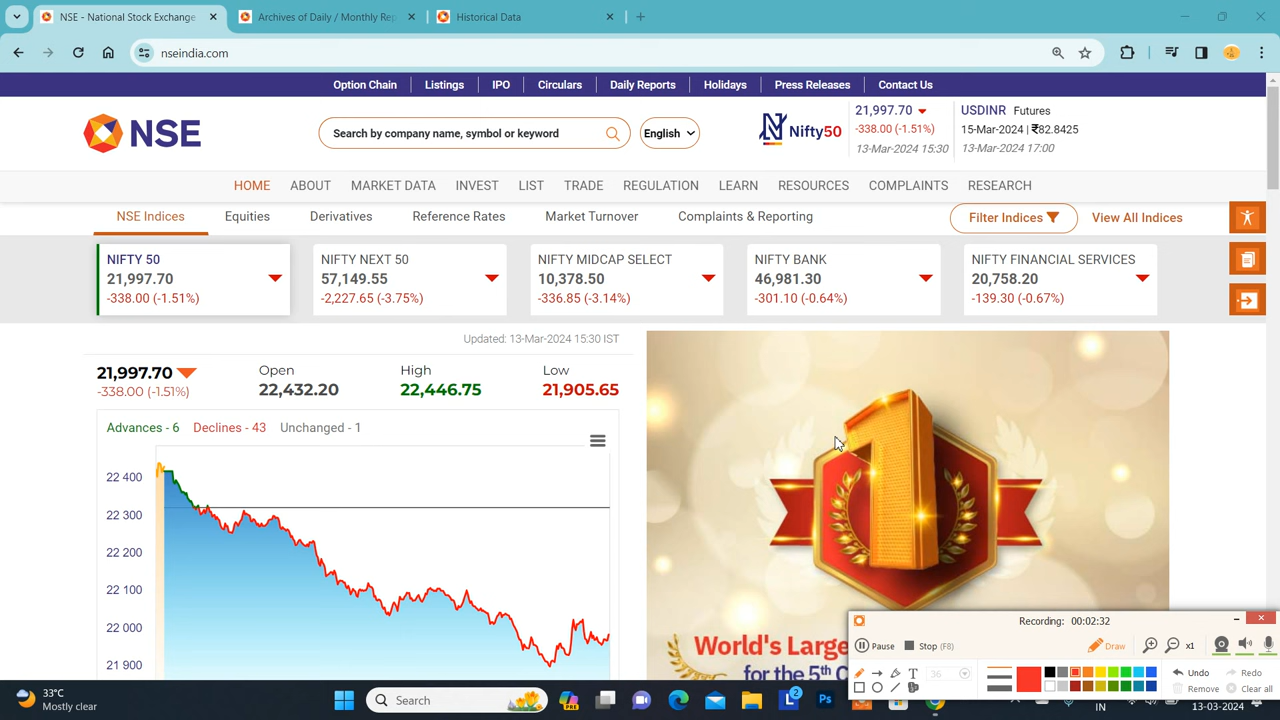 NSE - National Stock Exchange
Archives of Daily / Monthly Rep
Historical Data
nseindia.com
Option Chain
Listings
IPO
Circulars
Daily Reports
Holidays
Press Releases
Contact Us
NSE
Search by company name, symbol or keyword
English
Nifty50
21,997.70
-338.00 (-1.51%)
13-Mar-2024 15:30
USDINR Futures
15-Mar-2024 | ₹82.8425
13-Mar-2024 17:00
HOME
ABOUT
MARKET DATA
INVEST
LIST
TRADE
REGULATION
LEARN
RESOURCES
COMPLAINTS
RESEARCH
NSE Indices
Equities
Derivatives
Reference Rates
Market Turnover
Complaints & Reporting
Filter Indices
View All Indices
NIFTY 50
21,997.70
-338.00 (-1.51%)
NIFTY NEXT 50
57,149.55
-2,227.65 (-3.75%)
NIFTY MIDCAP SELECT
10,378.50
-336.85 (-3.14%)
NIFTY BANK
46,981.30
-301.10 (-0.64%)
NIFTY FINANCIAL SERVICES
20,758.20
-139.30 (-0.67%)
Updated: 13-Mar-2024 15:30 IST
21,997.70
-338.00 (-1.51%)
Open
22,432.20
High
22,446.75
Low
21,905.65
Advances - 6
Declines - 43
Unchanged - 1
22 400
22 300
22 200
22 100
22 000
21 900
1
World's Large
for the 5th C
Recording: 00:02:32
Pause
Stop (F8)
Draw
x1
T
36
Undo
Redo
Remove
Clear all
33°C
Mostly clear
Search
PRE
L
2
Ps
IN
13-03-2024